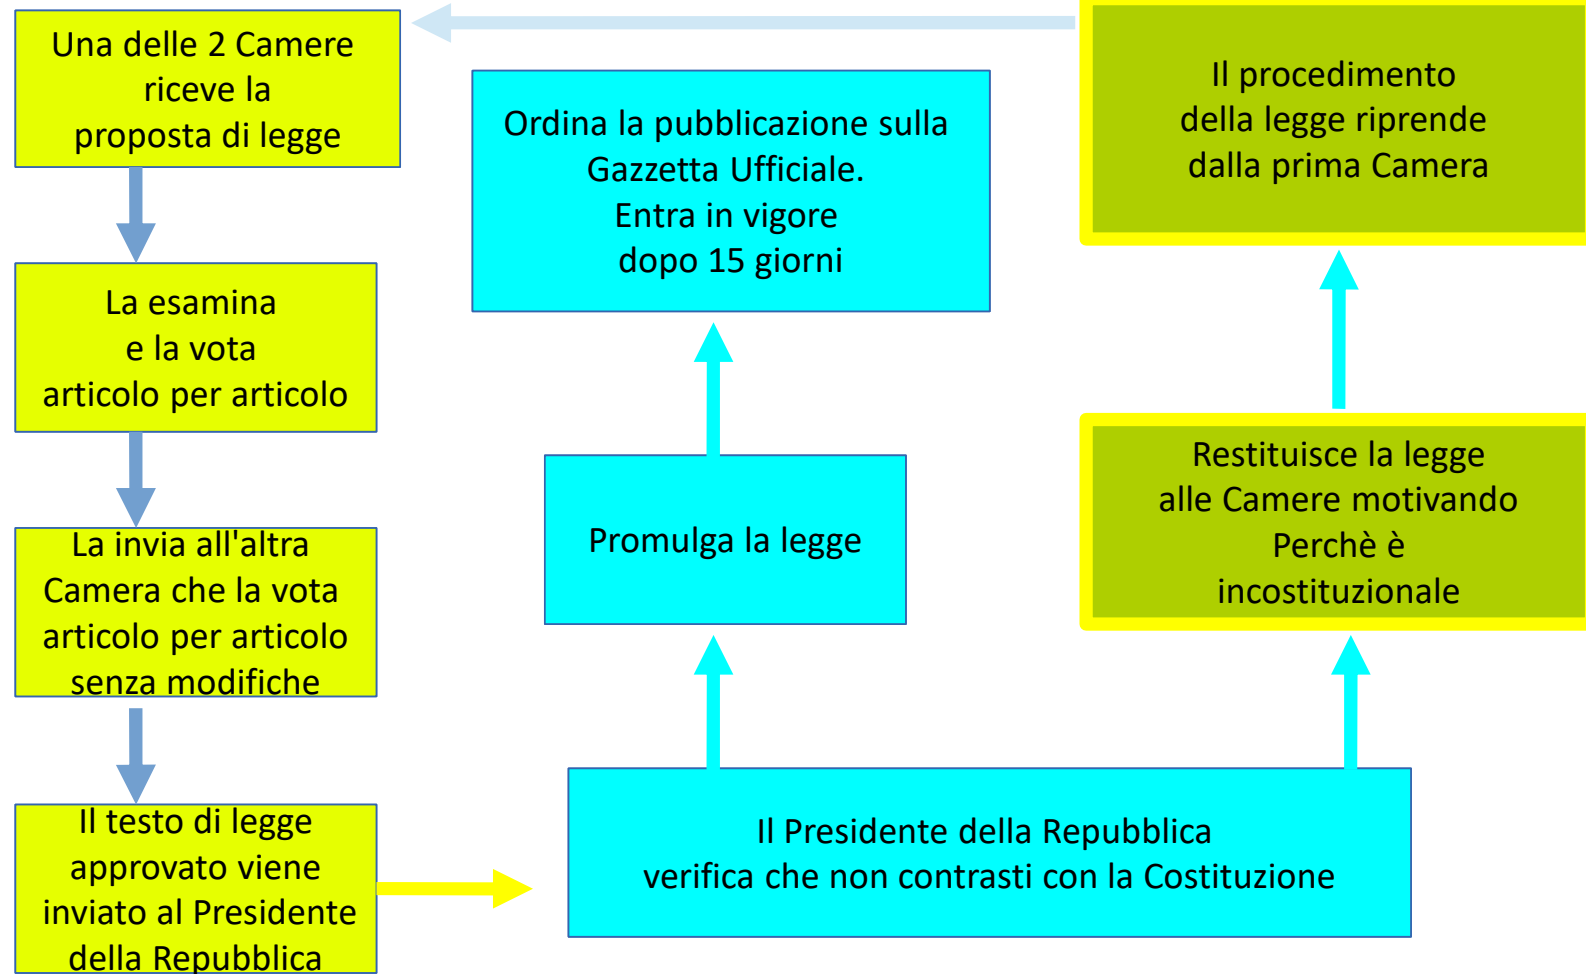 Una delle 2 Camere
riceve la
proposta di legge
La esamina
e la vota
articolo per articolo
La invia all'altra
Camera che la vota
articolo per articolo
senza modifiche
Il testo di legge
approvato viene
inviato al Presidente
della Repubblica
Il Presidente della Repubblica
verifica che non contrasti con la Costituzione
Promulga la legge
Ordina la pubblicazione sulla
Gazzetta Ufficiale.
Entra in vigore
dopo 15 giorni
Restituisce la legge
alle Camere motivando
Perchè è
incostituzionale
Il procedimento
della legge riprende
dalla prima Camera